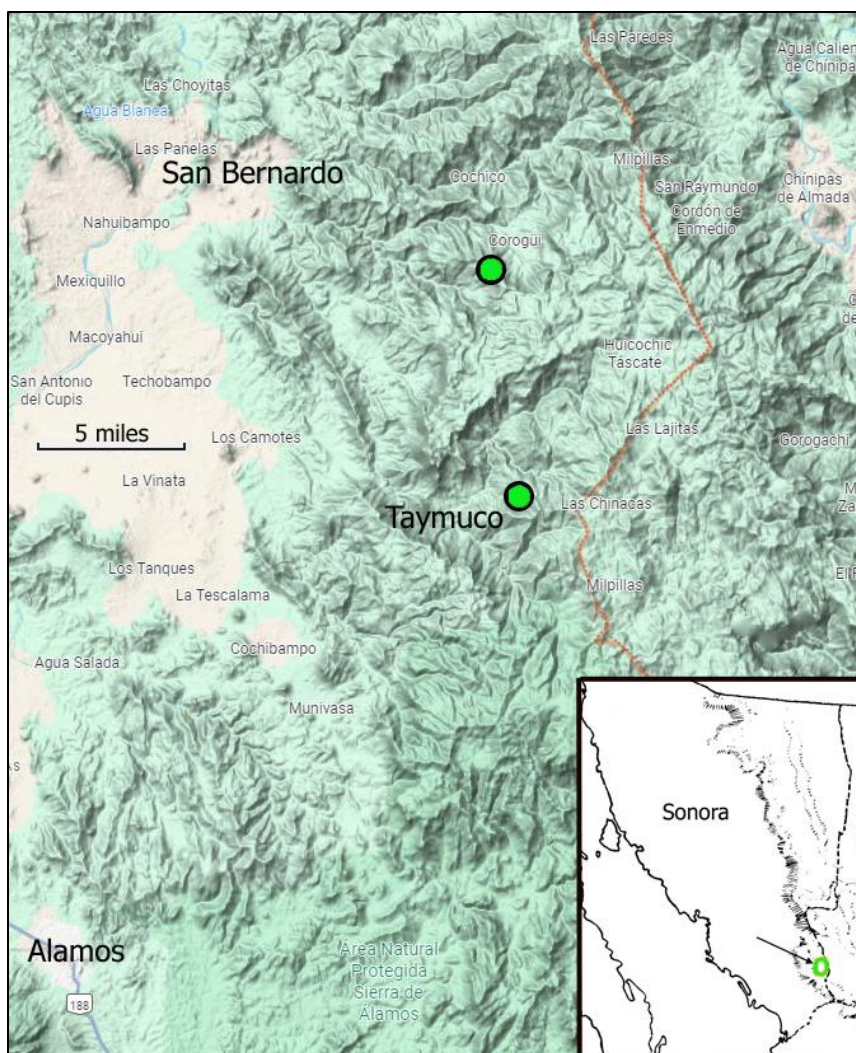 Las Paredes
Agua Calien
de Chínipa
Las Choyitas
Agua Blanca
Las Panelas
San Bernardo
Milpillas
Cochico
San Raymundo
Cordón de
Enmedio
Chínipas
de Almada
Nahuibampo
Corogüi
Mexiquillo
Macoyahui
Huicochic
Táscate
San Antonio
del Cupis
Techobampo
5 miles
Los Camotes
Las Lajitas
Gorogachi
La Vinata
Las Chinacas
Taymuco
Los Tanques
La Tescalama
Milpillas
Cochibampo
Agua Salada
Munivasa
Sonora
Alamos
188
Área Natural
Protegida
Sierra de
Álamos